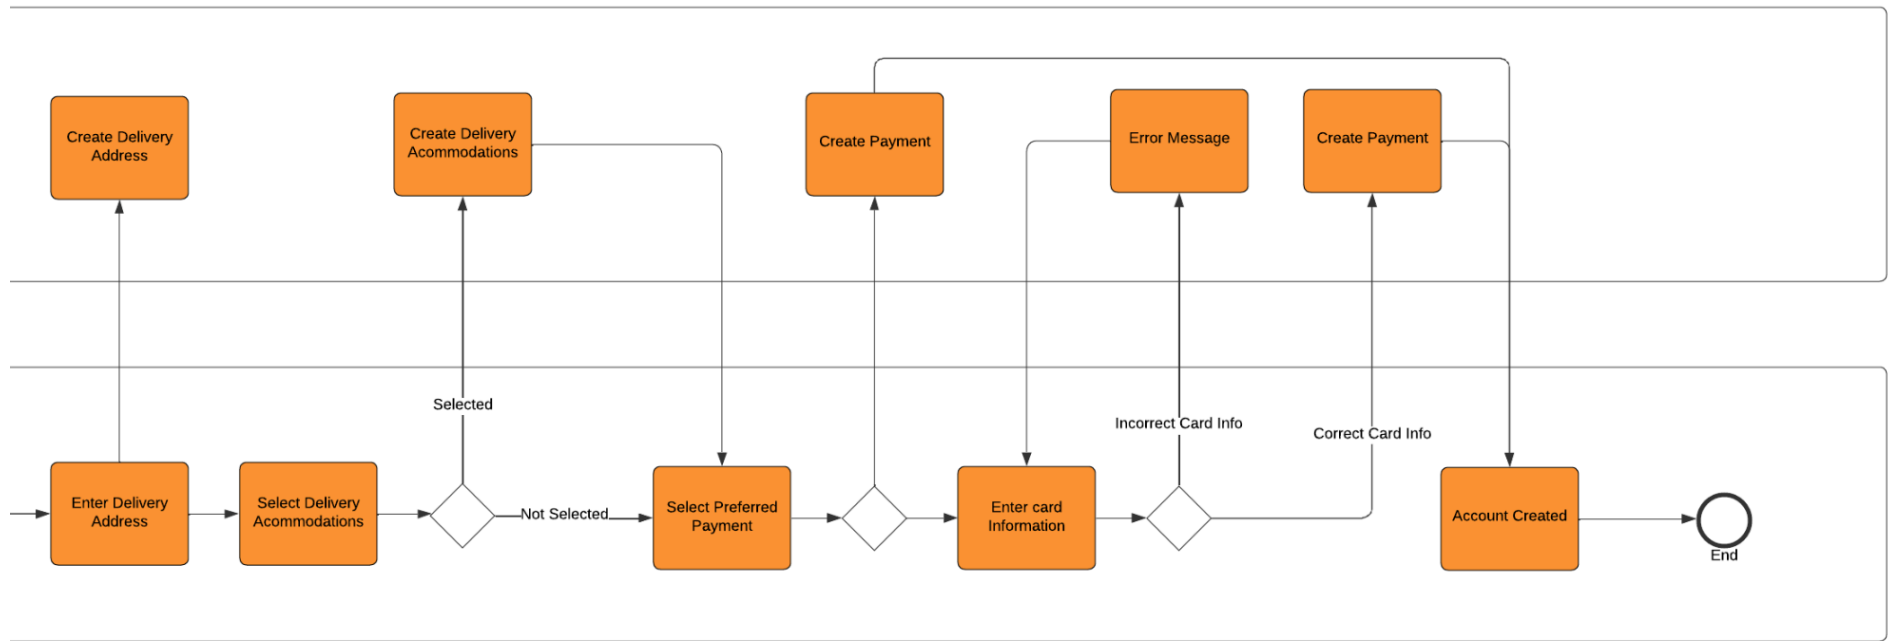 Create Delivery
Address
Create Delivery
Acommodations
Create Payment
Error Message
Create Payment
Selected
Incorrect Card Info
Correct Card Info
Enter Delivery
Address
Select Delivery
Acommodations
Not Selected
Select Preferred
Payment
Enter card
Information
Account Created
End